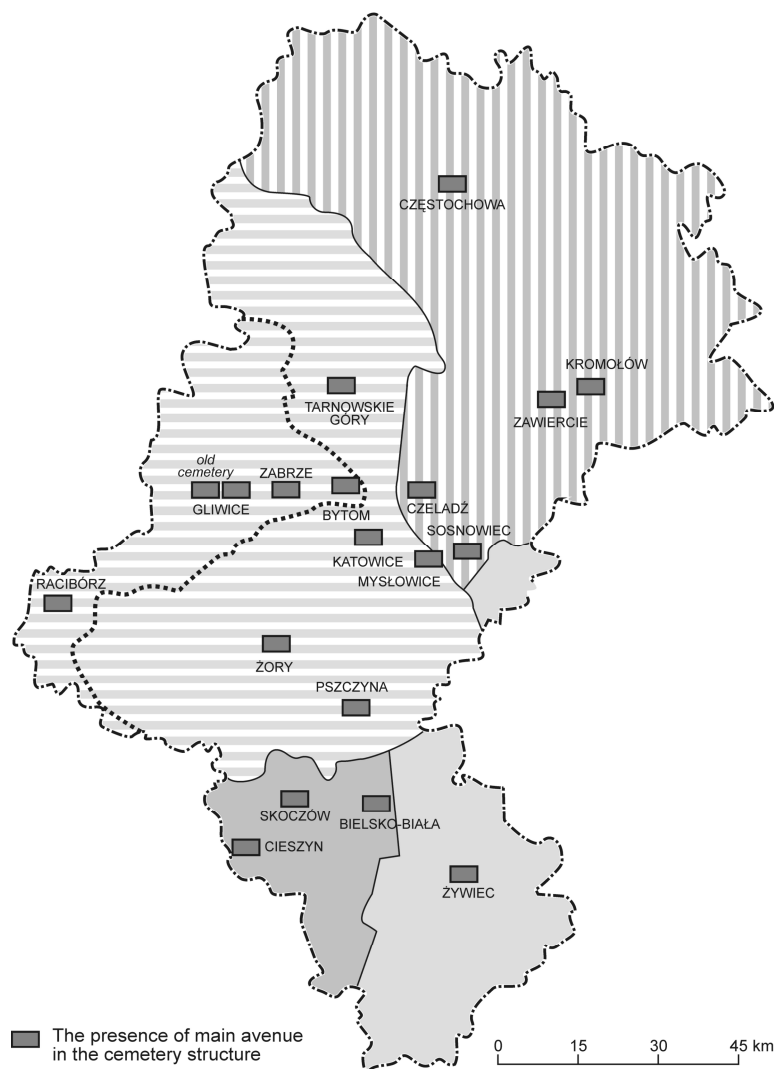 CZĘSTOCHOWA
KROMOŁÓW
ZAWIERCIE
TARNOWSKIE
GÓRY
old
cemetery
ZABRZE
GLIWICE
BYTOM
CZELADŹ
SOSNOWIEC
KATOWICE
MYSŁOWICE
RACIBÓRZ
ŻORY
PSZCZYNA
SKOCZÓW
BIELSKO-BIAŁA
CIESZYN
ŻYWIEC
The presence of main avenue
in the cemetery structure
0 15 30 45 km